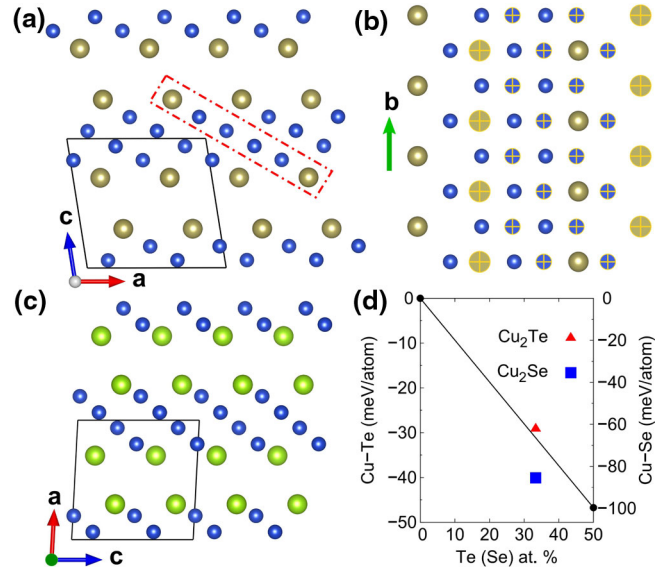 (a)
c
a
(b)
b
(c)
a
c
(d)
Cu−Te (meV/atom)
0
−10
−20
−30
−40
−50
Cu₂Te
Cu₂Se
0
−20
−40
−60
−80
−100
Cu−Se (meV/atom)
0 10 20 30 40 50
Te (Se) at. %